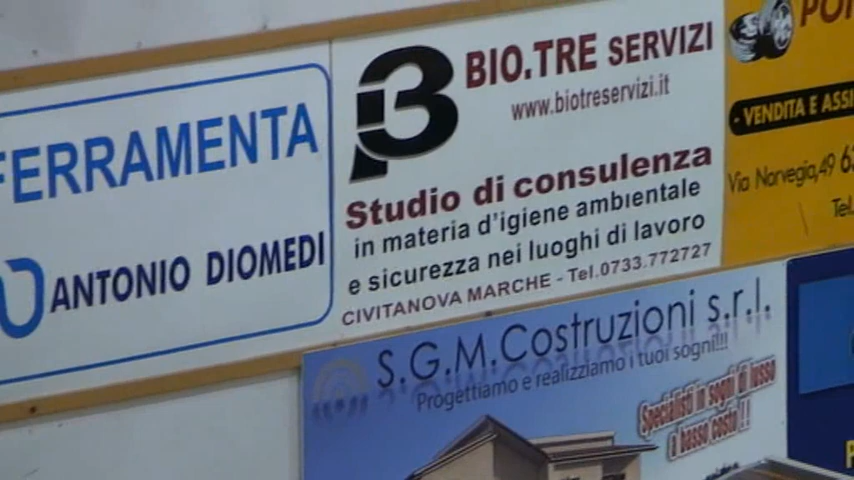 FERRAMENTA
ANTONIO DIOMEDI
BIO.TRE SERVIZI
www.biotreservizi.it
Studio di consulenza
in materia d'igiene ambientale
e sicurezza nei luoghi di lavoro
CIVITANOVA MARCHE - Tel.0733.772727
- VENDITA E
Via Norvegia,49
Tel.
S.G.M.Costruzioni s.r.l.
Progettiamo e realizziamo i tuoi sogni!!!
Specialisti in sogni di lusso
a basso costo !!